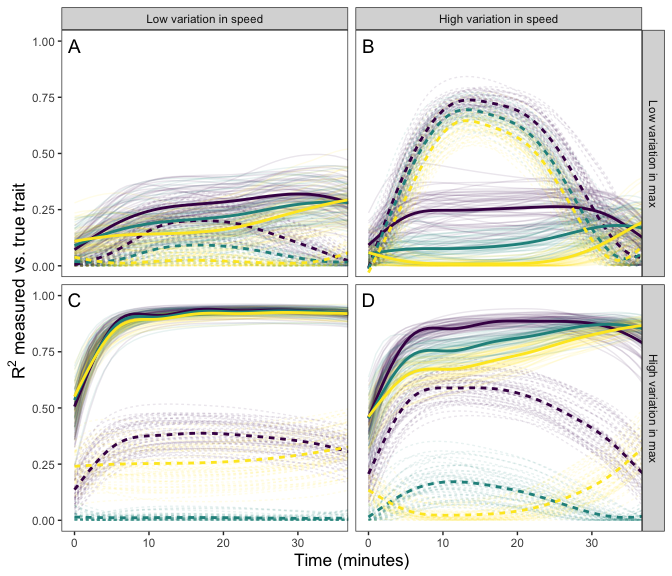 Low variation in speed
High variation in speed
A
B
1.00
0.75
0.50
0.25
0.00
Low variation in max
R² measured vs. true trait
C
D
1.00
0.75
0.50
0.25
0.00
High variation in max
0
10
20
30
0
10
20
30
Time (minutes)